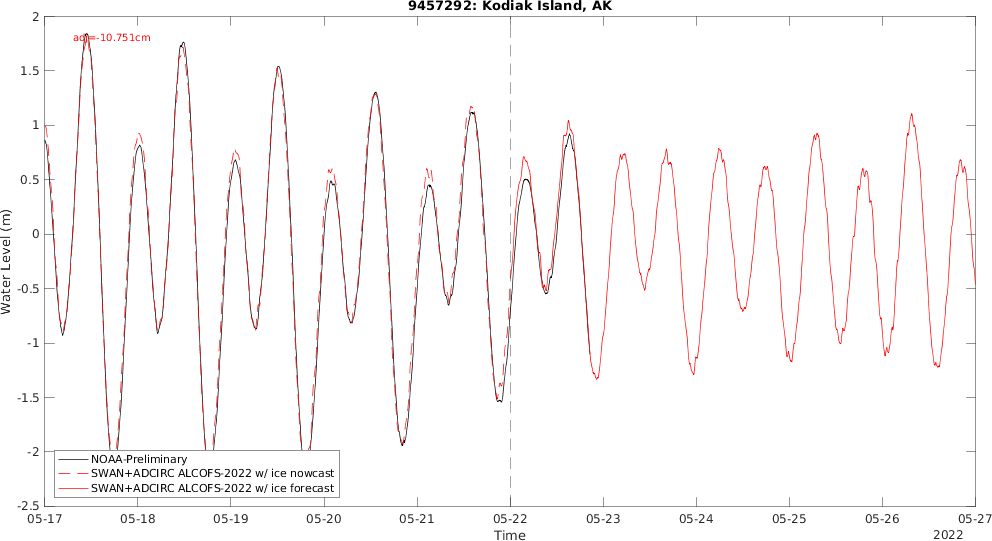 9457292: Kodiak Island, AK
adj=-10.751cm
Water Level (m)
2
1.5
1
0.5
0
-0.5
-1
-1.5
-2
-2.5
NOAA-Preliminary
SWAN+ADCIRC ALCOFS-2022 w/ ice nowcast
SWAN+ADCIRC ALCOFS-2022 w/ ice forecast
05-17 05-18 05-19 05-20 05-21 05-22 05-23 05-24 05-25 05-26 05-27
Time
2022